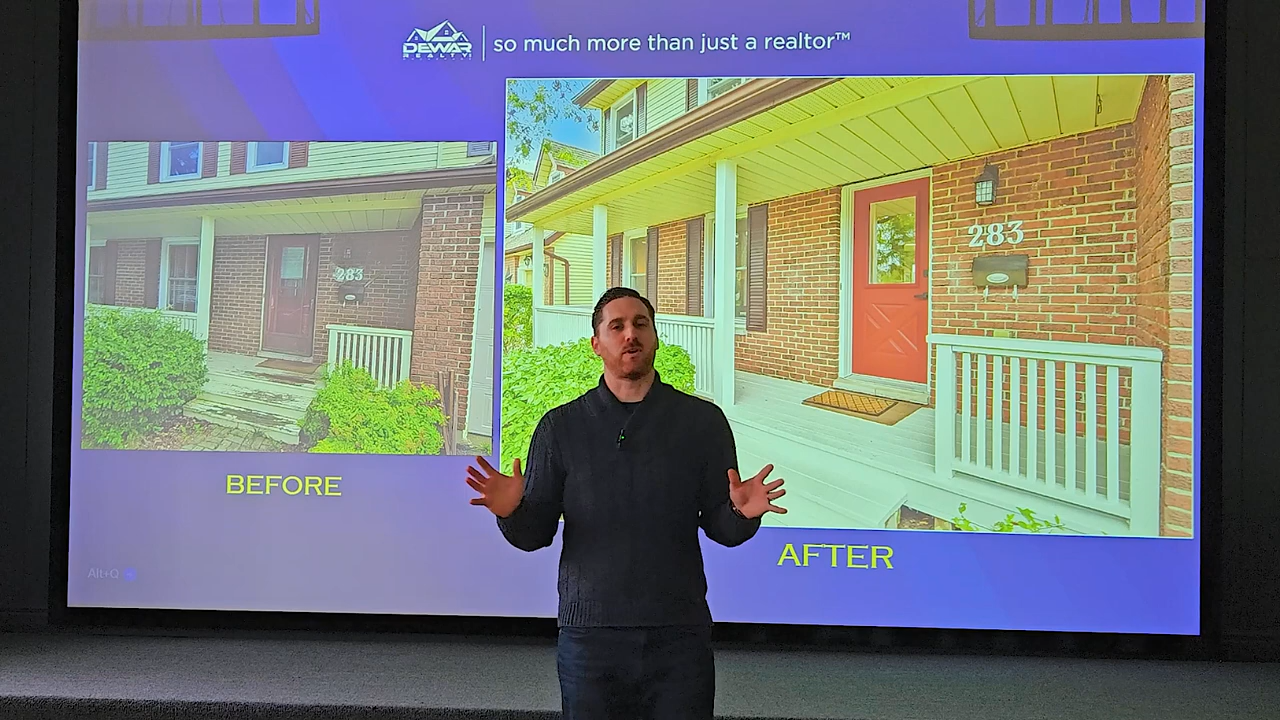 DEWAR
REALTY
so much more than just a realtor™
283
283
BEFORE
AFTER
Alt+Q